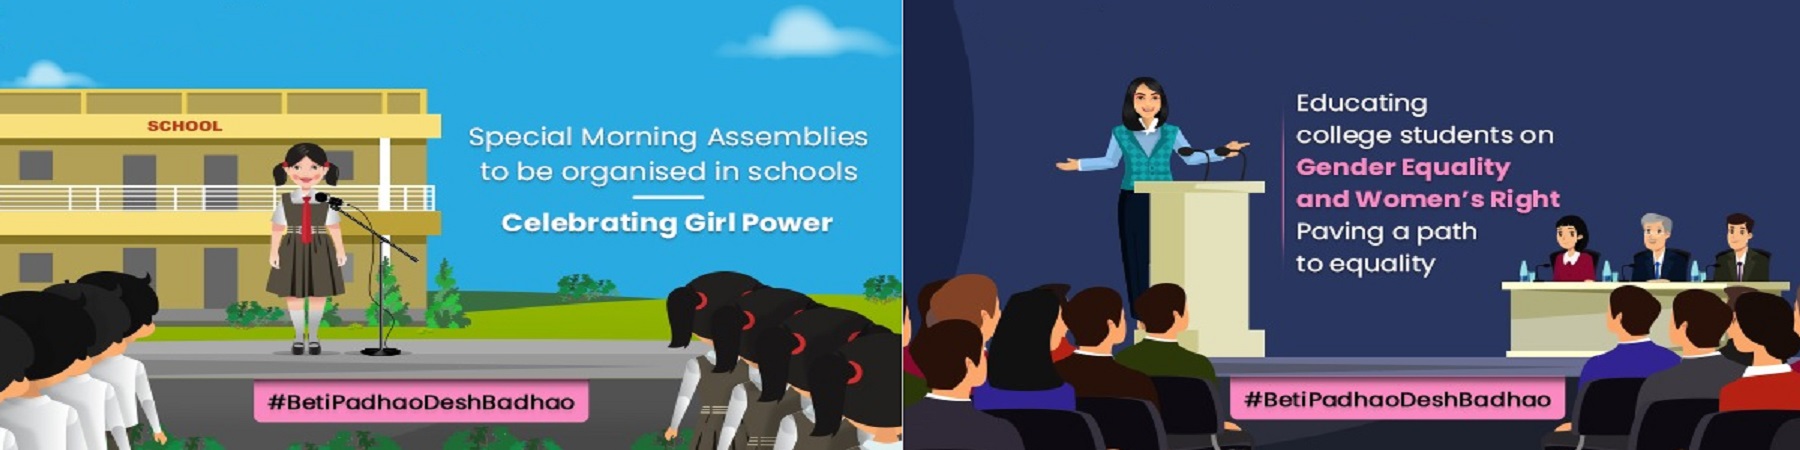 SCHOOL
Special Morning Assemblies
to be organised in schools
Celebrating Girl Power
#BetiPadhaoDeshBadhao
Educating
college students on
Gender Equality
and Women's Right
Paving a path
to equality
#BetiPadhaoDeshBadhao